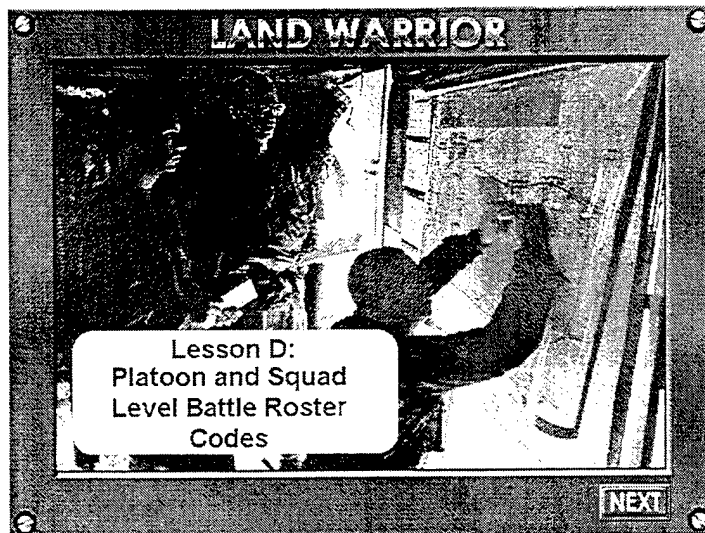 LAND WARRIOR
Lesson D:
Platoon and Squad
Level Battle Roster
Codes
NEXT